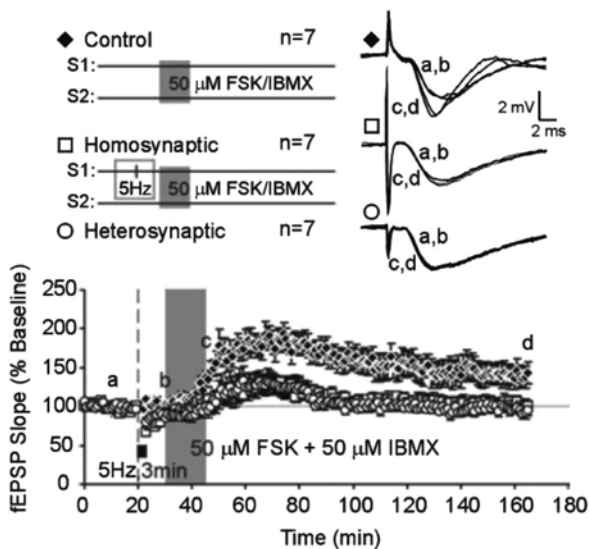 ◆ Control n=7
S1:
50 μM FSK/IBMX
S2:
□ Homosynaptic n=7
S1:
5Hz
50 μM FSK/IBMX
S2:
○ Heterosynaptic n=7
a,b
c,d
2 mV
2 ms
a,b
c,d
a,b
c,d
fEPSP Slope (% Baseline)
250
200
150
100
50
0
a
b
c
d
5Hz 3min
50 μM FSK + 50 μM IBMX
0 20 40 60 80 100 120 140 160 180
Time (min)